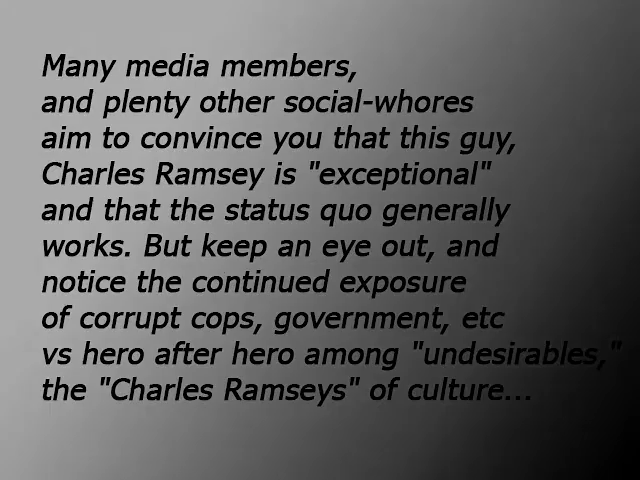 Many media members,
and plenty other social-whores
aim to convince you that this guy,
Charles Ramsey is "exceptional"
and that the status quo generally
works. But keep an eye out, and
notice the continued exposure
of corrupt cops, government, etc
vs hero after hero among "undesirables,"
the "Charles Ramseys" of culture...